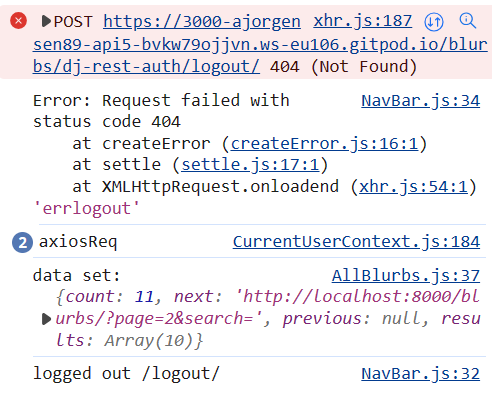 POST https://3000-ajorgen xhr.js:187
sen89-api5-bvkw79ojjvn.ws-eu106.gitpod.io/blur
bs/dj-rest-auth/logout/ 404 (Not Found)
Error: Request failed with NavBar.js:34
status code 404
at createError (createError.js:16:1)
at settle (settle.js:17:1)
at XMLHttpRequest.onloadend (xhr.js:54:1)
'errlogout'
2 axiosReq CurrentUserContext.js:184
data set: AllBlurbs.js:37
{count: 11, next: 'http://localhost:8000/bl
urbs/?page=2&search=', previous: null, resu
lts: Array(10)}
logged out /logout/ NavBar.js:32